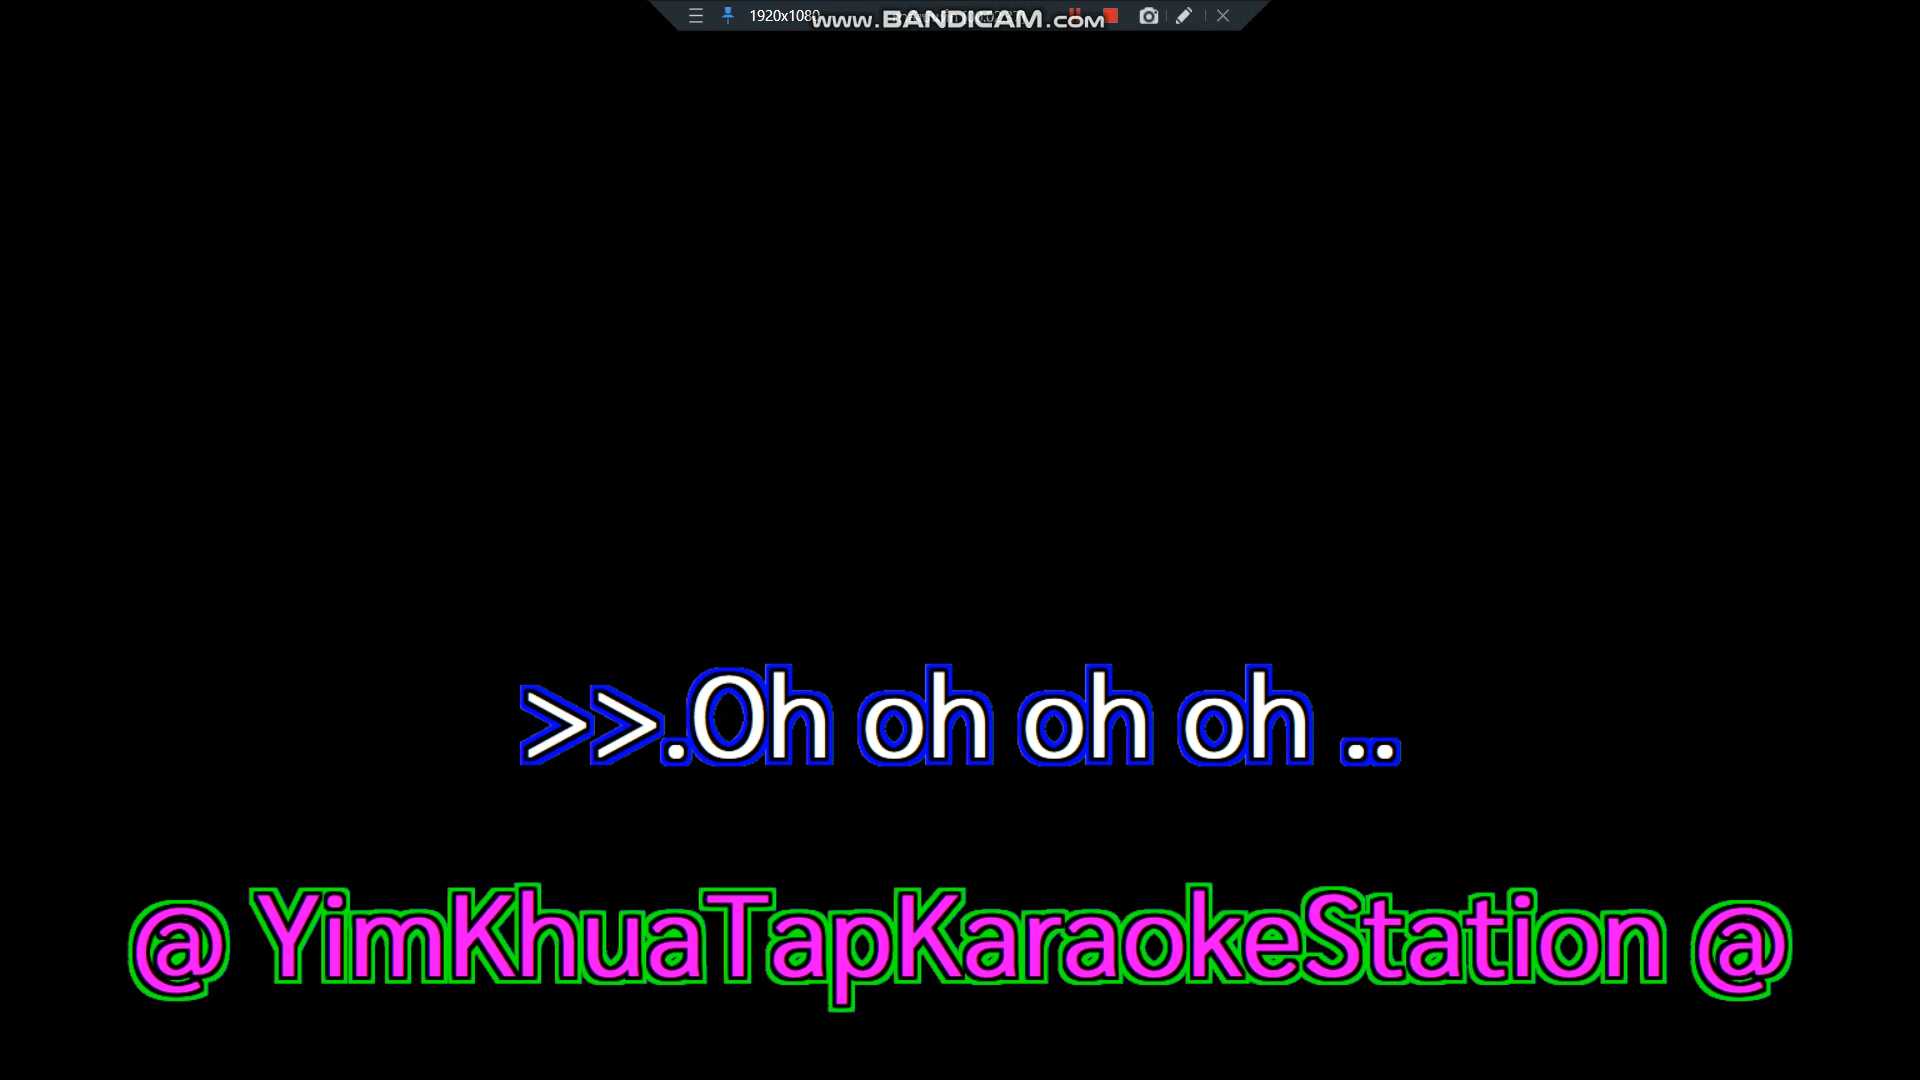 1920x1080 www.BANDICAM.com
>>.Oh oh oh oh ..
@ YimKhuaTapKaraokeStation @